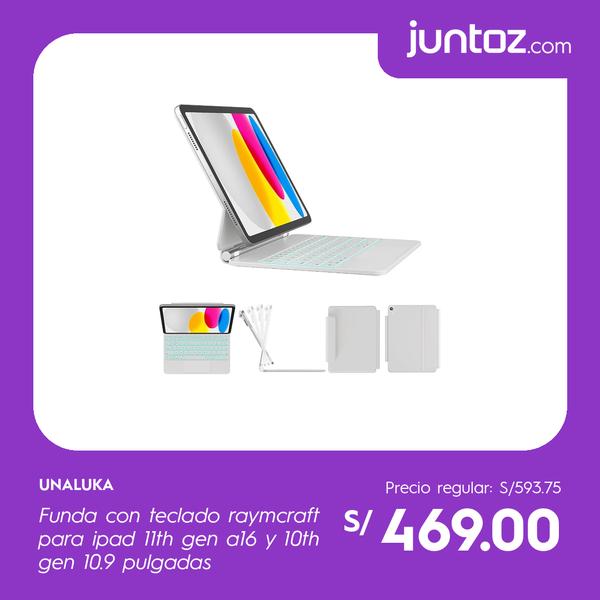 juntoz.com
UNALUKA
Funda con teclado raymcraft
para ipad 11th gen a16 y 10th
gen 10.9 pulgadas
Precio regular: S/593.75
S/ 469.00